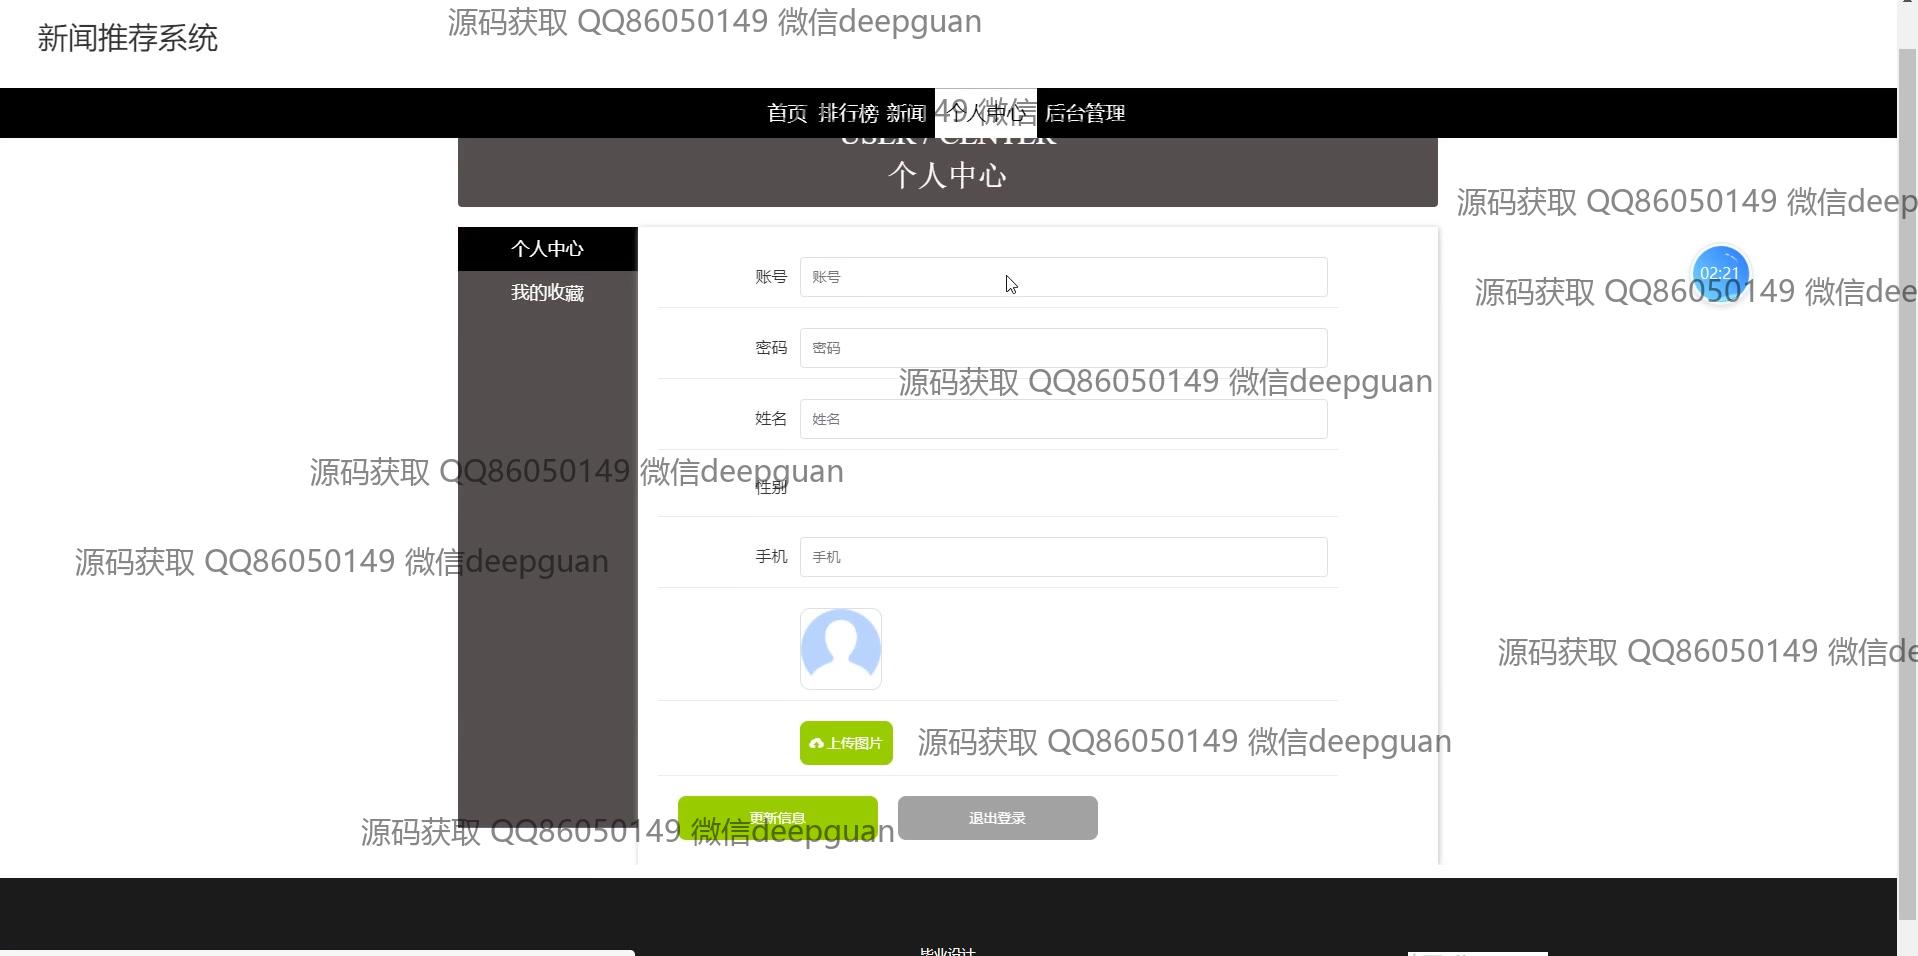 源码获取 QQ86050149 微信deepguan
新闻推荐系统
首页 排行榜 新闻 个人中心 后台管理
49 微信
USER / CENTER
个人中心
源码获取 QQ86050149 微信deep
个人中心
我的收藏
账号 账号
02:21
源码获取 QQ86050149 微信dee
密码 密码
源码获取 QQ86050149 微信deepguan
姓名 姓名
源码获取 QQ86050149 微信deepguan
性别
手机 手机
源码获取 QQ86050149 微信deepguan
源码获取 QQ86050149 微信de
上传图片
源码获取 QQ86050149 微信deepguan
更新信息 退出登录
源码获取 QQ86050149 微信deepguan
毕业设计